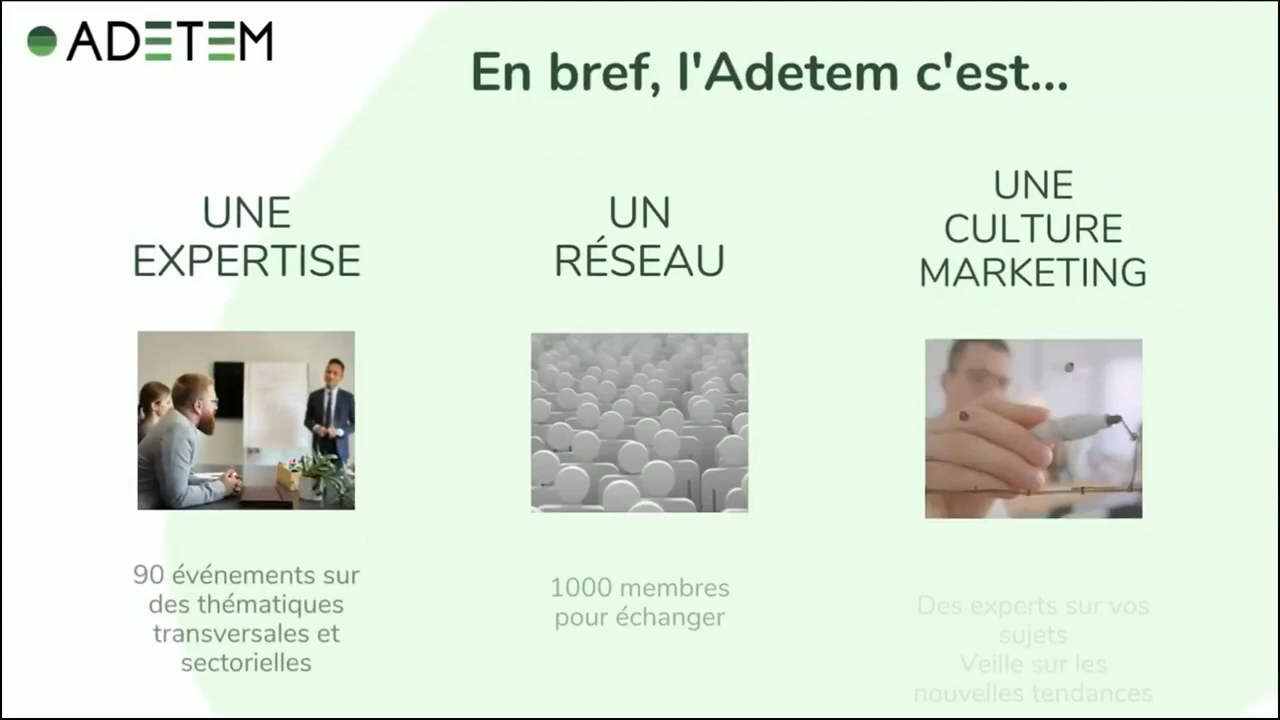 ADETEM
En bref, l'Adetem c'est...
UNE
EXPERTISE
90 événements sur
des thématiques
transversales et
sectorielles
UN
RÉSEAU
1000 membres
pour échanger
UNE
CULTURE
MARKETING
Des experts sur vos
sujets
Veille sur les
nouvelles tendances